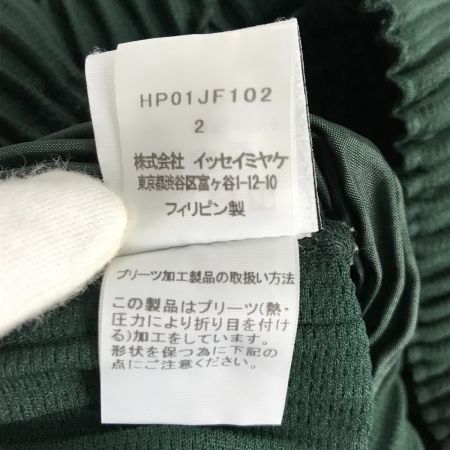 HP01JF102
2
株式会社 イッセイミヤケ
東京都渋谷区富ヶ谷1-12-10
フィリピン製
プリーツ加工製品の取扱い方法
この製品はプリーツ(熱・
圧力により折り目を付け
る)加工をしています。
形状を保つ為に下記の
点にご注意ください。